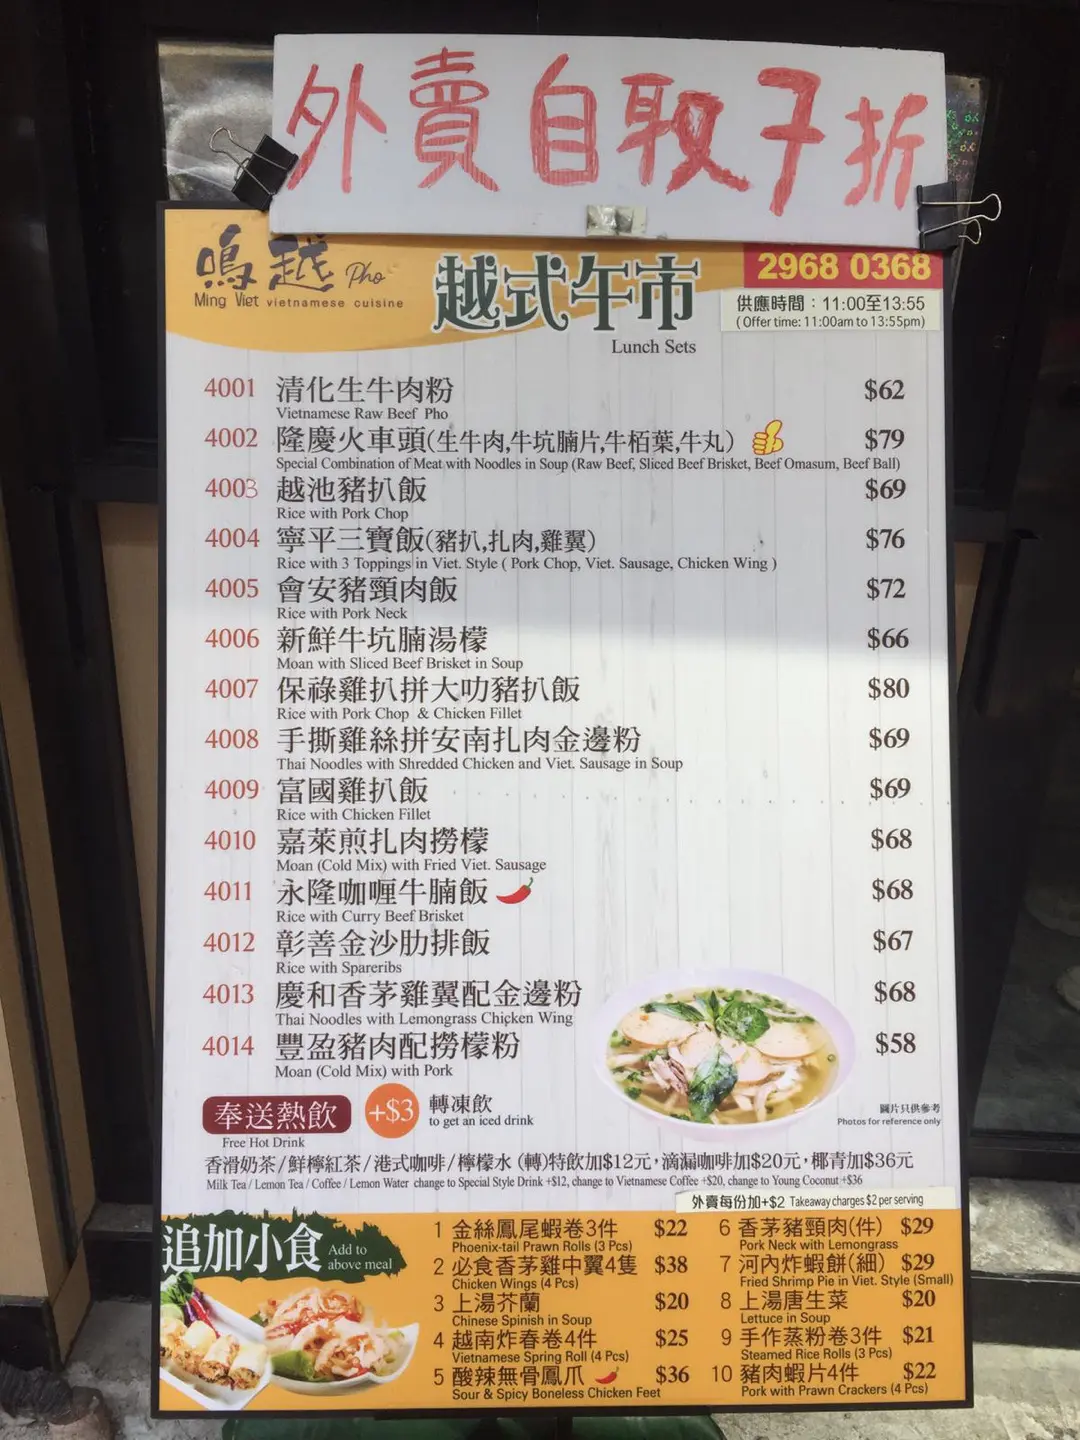 外賣自取7折
鳴越 Pho
Ming Viet vietnamese cuisine
越式午市
Lunch Sets
2968 0368
供應時間：11:00至13:55
(Offer time: 11:00am to 13:55pm)
4001 清化生牛肉粉 $62
Vietnamese Raw Beef Pho
4002 隆慶火車頭(生牛肉,牛坑腩片,牛栢葉,牛丸) $79
Special Combination of Meat with Noodles in Soup (Raw Beef, Sliced Beef Brisket, Beef Omasum, Beef Ball)
4003 越池豬扒飯 $69
Rice with Pork Chop
4004 寧平三寶飯(豬扒,扎肉,雞翼) $76
Rice with 3 Toppings in Viet. Style ( Pork Chop, Viet. Sausage, Chicken Wing )
4005 會安豬頸肉飯 $72
Rice with Pork Neck
4006 新鮮牛坑腩湯檬 $66
Moan with Sliced Beef Brisket in Soup
4007 保祿雞扒拼大叻豬扒飯 $80
Rice with Pork Chop & Chicken Fillet
4008 手撕雞絲拼安南扎肉金邊粉 $69
Thai Noodles with Shredded Chicken and Viet. Sausage in Soup
4009 富國雞扒飯 $69
Rice with Chicken Fillet
4010 嘉萊煎扎肉撈檬 $68
Moan (Cold Mix) with Fried Viet. Sausage
4011 永隆咖喱牛腩飯 $68
Rice with Curry Beef Brisket
4012 彰善金沙肋排飯 $67
Rice with Spareribs
4013 慶和香茅雞翼配金邊粉 $68
Thai Noodles with Lemongrass Chicken Wing
4014 豐盈豬肉配撈檬粉 $58
Moan (Cold Mix) with Pork
奉送熱飲 +$3 轉凍飲
Free Hot Drink to get an iced drink
圖片只供參考
Photos for reference only
香滑奶茶/鮮檸紅茶/港式咖啡/檸檬水 (轉)特飲加$12元，滴漏咖啡加$20元，椰青加$36元
Milk Tea / Lemon Tea / Coffee / Lemon Water change to Special Style Drink +$12, change to Vietnamese Coffee +$20, change to Young Coconut +$36
外賣每份加+$2 Takeaway charges $2 per serving
追加小食 Add to above meal
1 金絲鳳尾蝦卷3件 $22
Phoenix-tail Prawn Rolls (3 Pcs)
2 必食香茅雞中翼4隻 $38
Chicken Wings (4 Pcs)
3 上湯芥蘭 $20
Chinese Spinish in Soup
4 越南炸春卷4件 $25
Vietnamese Spring Roll (4 Pcs)
5 酸辣無骨鳳爪 $36
Sour & Spicy Boneless Chicken Feet
6 香茅豬頸肉(件) $29
Pork Neck with Lemongrass
7 河內炸蝦餅(細) $29
Fried Shrimp Pie in Viet. Style (Small)
8 上湯唐生菜 $20
Lettuce in Soup
9 手作蒸粉卷3件 $21
Steamed Rice Rolls (3 Pcs)
10 豬肉蝦片4件 $22
Pork with Prawn Crackers (4 Pcs)